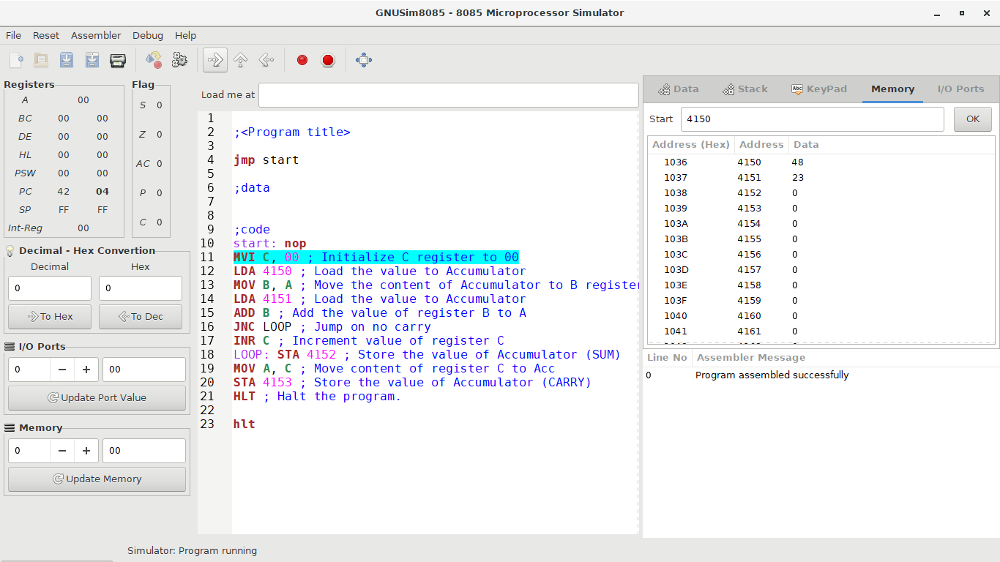 GNUSim8085 - 8085 Microprocessor Simulator
File Reset Assembler Debug Help
Registers
A 00
BC 00 00
DE 00 00
HL 00 00
PSW 00 00
PC 42 04
SP FF FF
Int-Reg 00
Flag
S 0
Z 0
AC 0
P 0
C 0
Decimal - Hex Convertion
Decimal Hex
0 0
To Hex To Dec
I/O Ports
0 − + 00
Update Port Value
Memory
0 − + 00
Update Memory
Load me at
1
2 ;<Program title>
3
4 jmp start
5
6 ;data
7
8
9 ;code
10 start: nop
11 MVI C, 00 ; Initialize C register to 00
12 LDA 4150 ; Load the value to Accumulator
13 MOV B, A ; Move the content of Accumulator to B register
14 LDA 4151 ; Load the value to Accumulator
15 ADD B ; Add the value of register B to A
16 JNC LOOP ; Jump on no carry
17 INR C ; Increment value of register C
18 LOOP: STA 4152 ; Store the value of Accumulator (SUM)
19 MOV A, C ; Move content of register C to Acc
20 STA 4153 ; Store the value of Accumulator (CARRY)
21 HLT ; Halt the program.
22
23 hlt
Data Stack Abc KeyPad Memory I/O Ports
Start 4150 OK
Address (Hex) Address Data
1036 4150 48
1037 4151 23
1038 4152 0
1039 4153 0
103A 4154 0
103B 4155 0
103C 4156 0
103D 4157 0
103E 4158 0
103F 4159 0
1040 4160 0
1041 4161 0
Line No Assembler Message
0 Program assembled successfully
Simulator: Program running